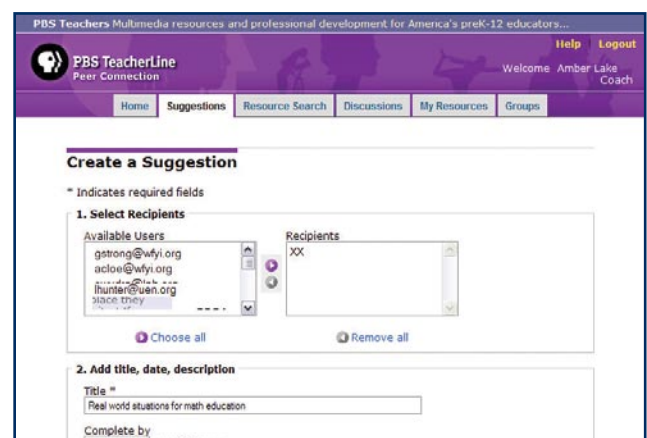 PBS Teachers Multimedia resources and professional development for America's preK-12 educators...
Help Logout
PBS TeacherLine
Peer Connection
Welcome Amber Lake
Coach
Home Suggestions Resource Search Discussions My Resources Groups
Create a Suggestion
* Indicates required fields
1. Select Recipients
Available Users Recipients
gstrong@wfyi.org XX
acloe@wfyi.org
lhunter@uen.org
place they
Choose all Remove all
2. Add title, date, description
Title *
Real world situations for math education
Complete by